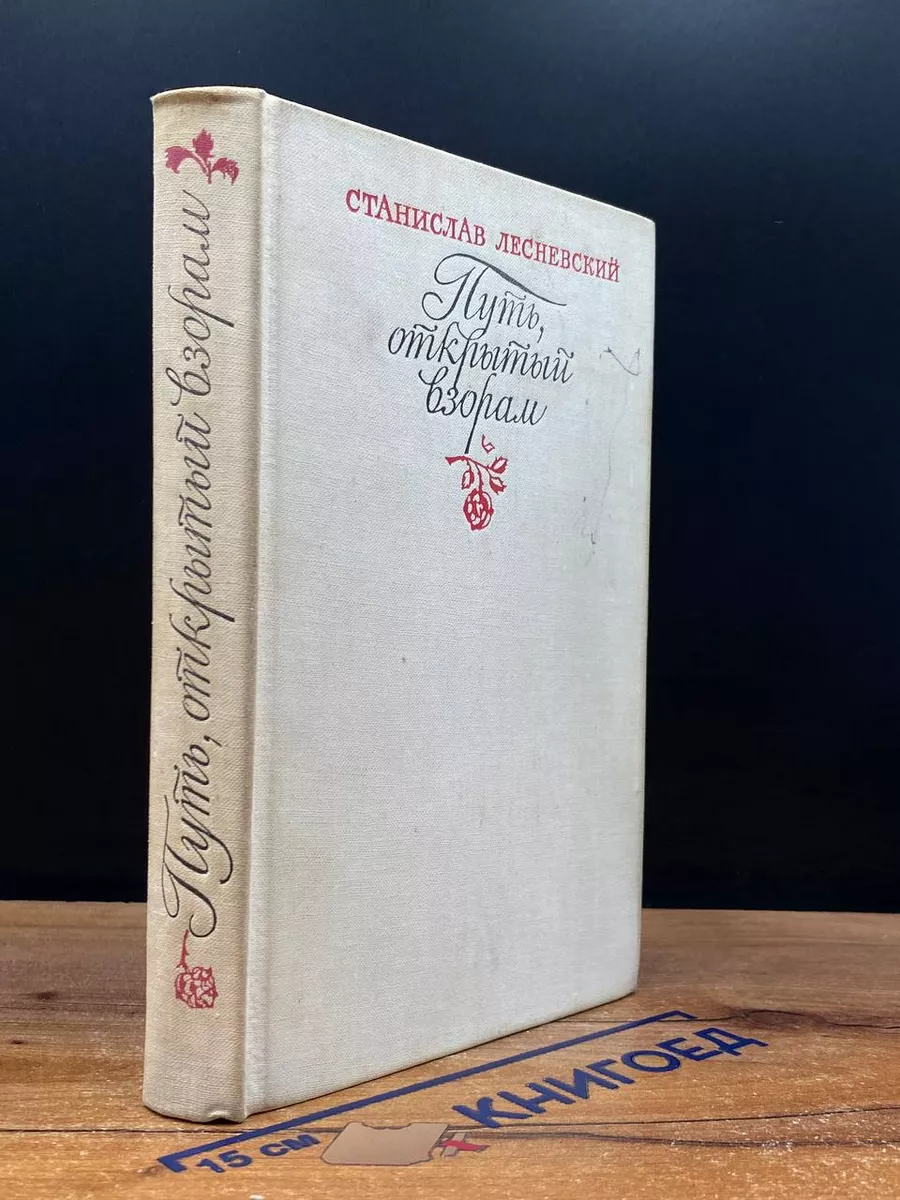 СТАНИСЛАВ ЛЕСНЕВСКИЙ
Путь,
открытый
взорам
Путь, открытый взорам
15 СМ
КНИГОЕД